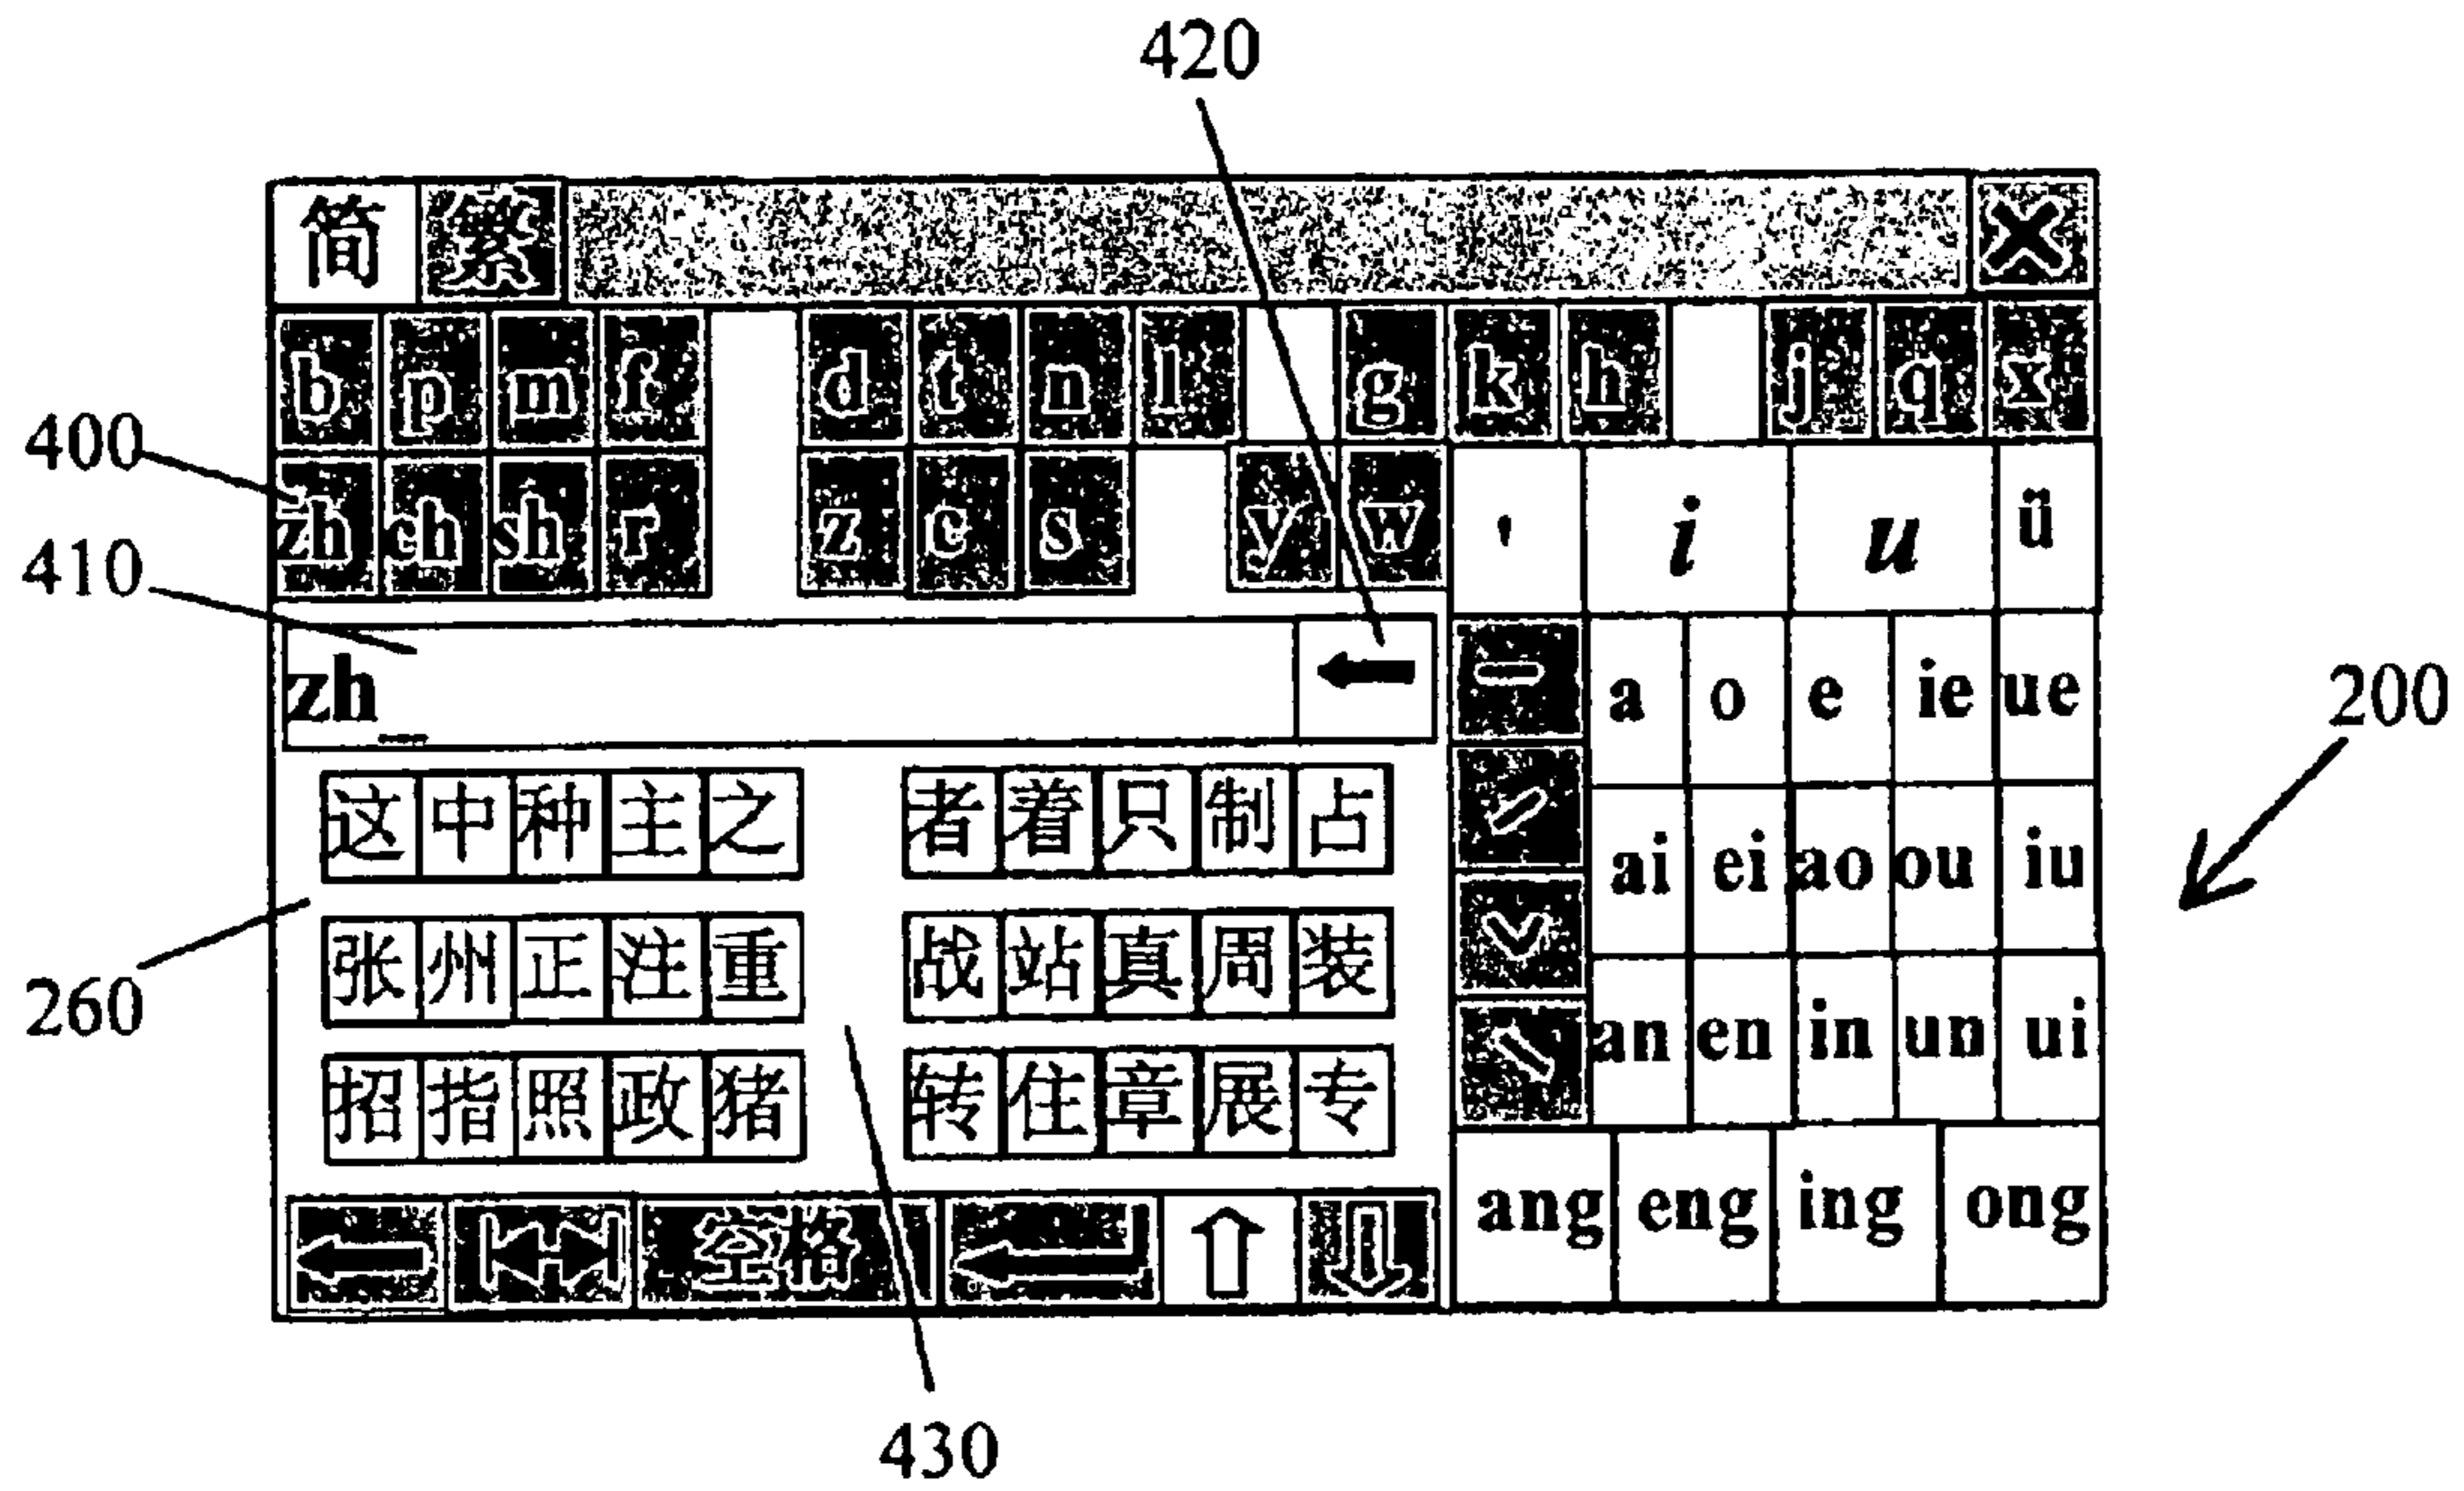 420
简 繁
b p m f d t n l g k h j q x
400
zh ch sh r z c s y w ' i u ü
410
zh_
a o e ie ue
200
这中种主之 者着只制占
ai ei ao ou iu
张州正注重 战站真周装
260
an en in un ui
招指照政猪 转住章展专
ang eng ing ong
空格
430